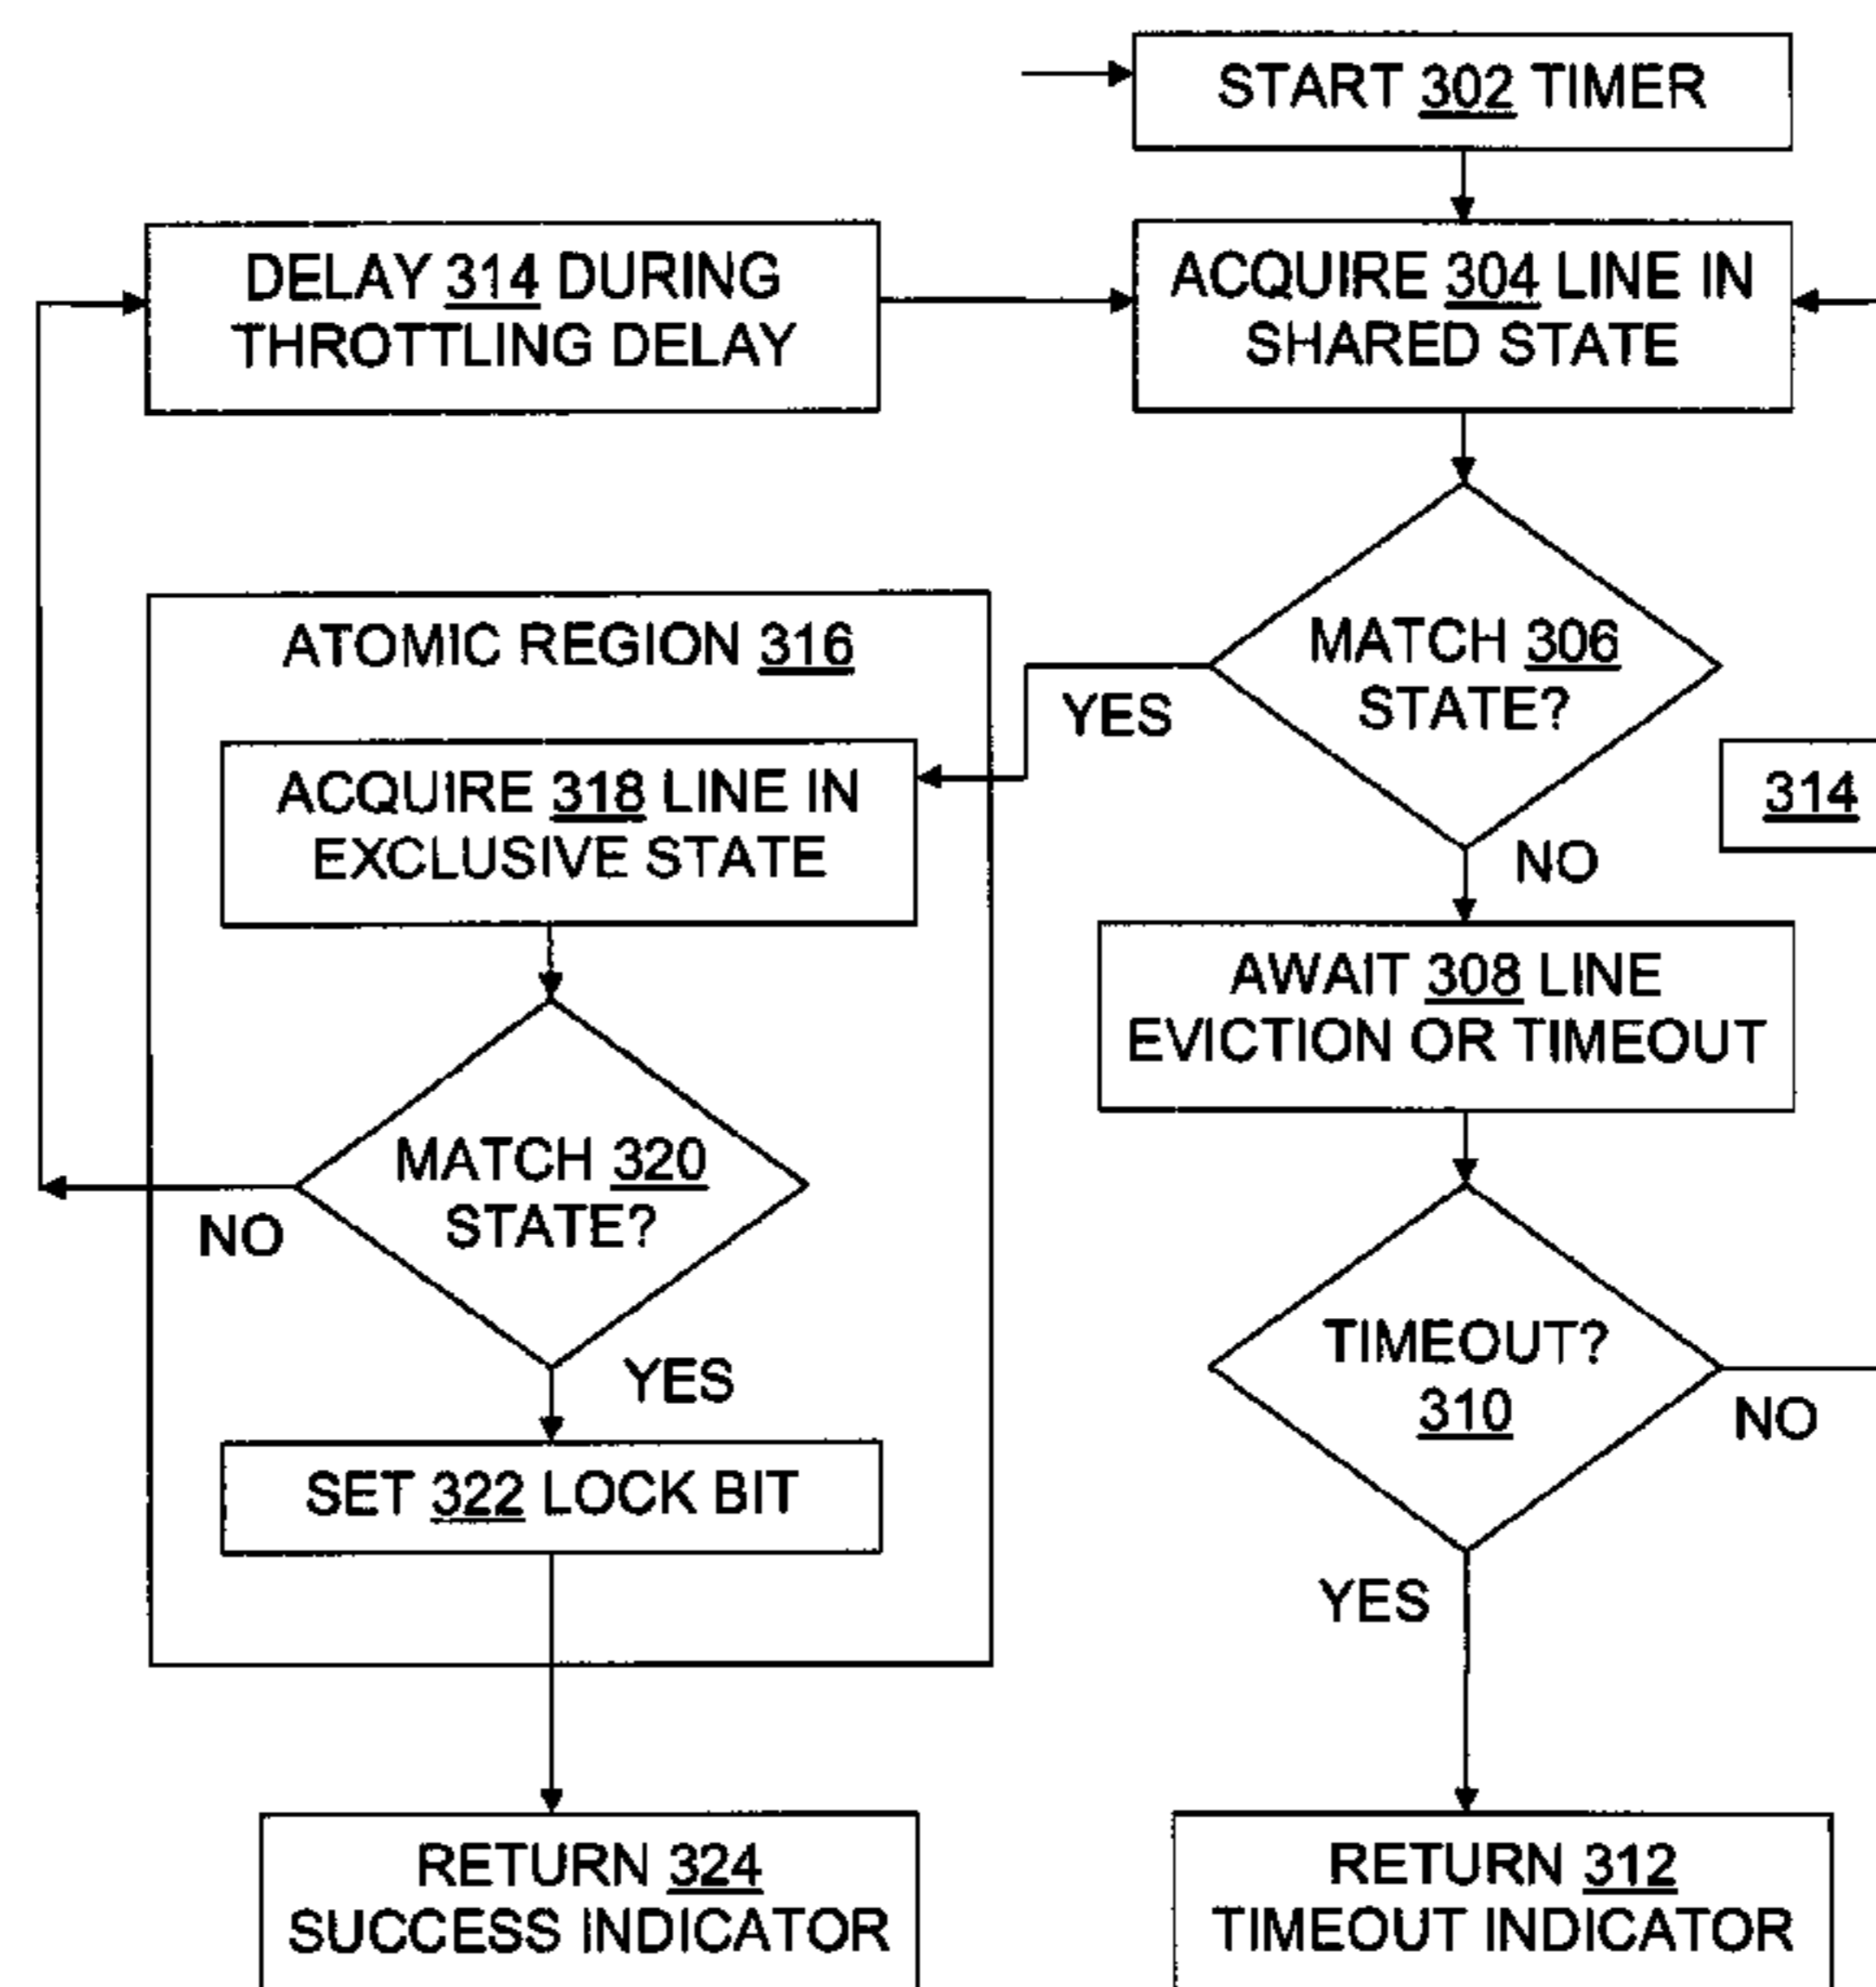 START 302 TIMER
DELAY 314 DURING
THROTTLING DELAY
ACQUIRE 304 LINE IN
SHARED STATE
MATCH 306
STATE?
YES
NO
314
ATOMIC REGION 316
ACQUIRE 318 LINE IN
EXCLUSIVE STATE
AWAIT 308 LINE
EVICTION OR TIMEOUT
MATCH 320
STATE?
NO
YES
TIMEOUT?
310
NO
YES
SET 322 LOCK BIT
RETURN 324
SUCCESS INDICATOR
RETURN 312
TIMEOUT INDICATOR